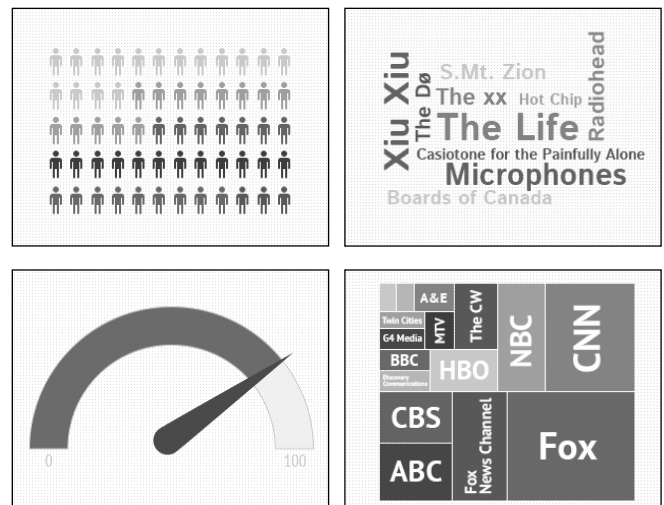 Xiu Xiu
The Dø
S.Mt. Zion
The xx
Hot Chip
Radiohead
The Life
Casiotone for the Painfully Alone
Microphones
Boards of Canada
0
100
A&E
Twin Cities
G4 Media
MTV
The CW
NBC
CNN
BBC
Discovery
Communications
HBO
CBS
ABC
Fox
News Channel
Fox